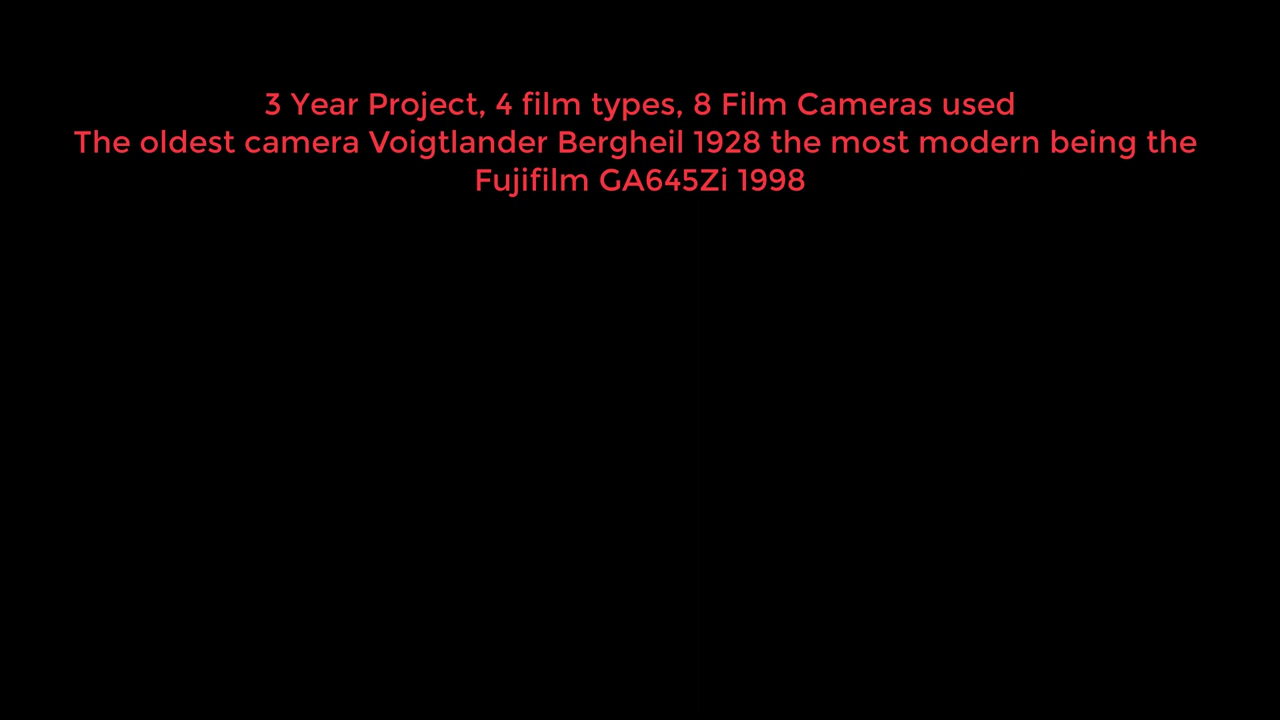 3 Year Project, 4 film types, 8 Film Cameras used
The oldest camera Voigtlander Bergheil 1928 the most modern being the
Fujifilm GA645Zi 1998